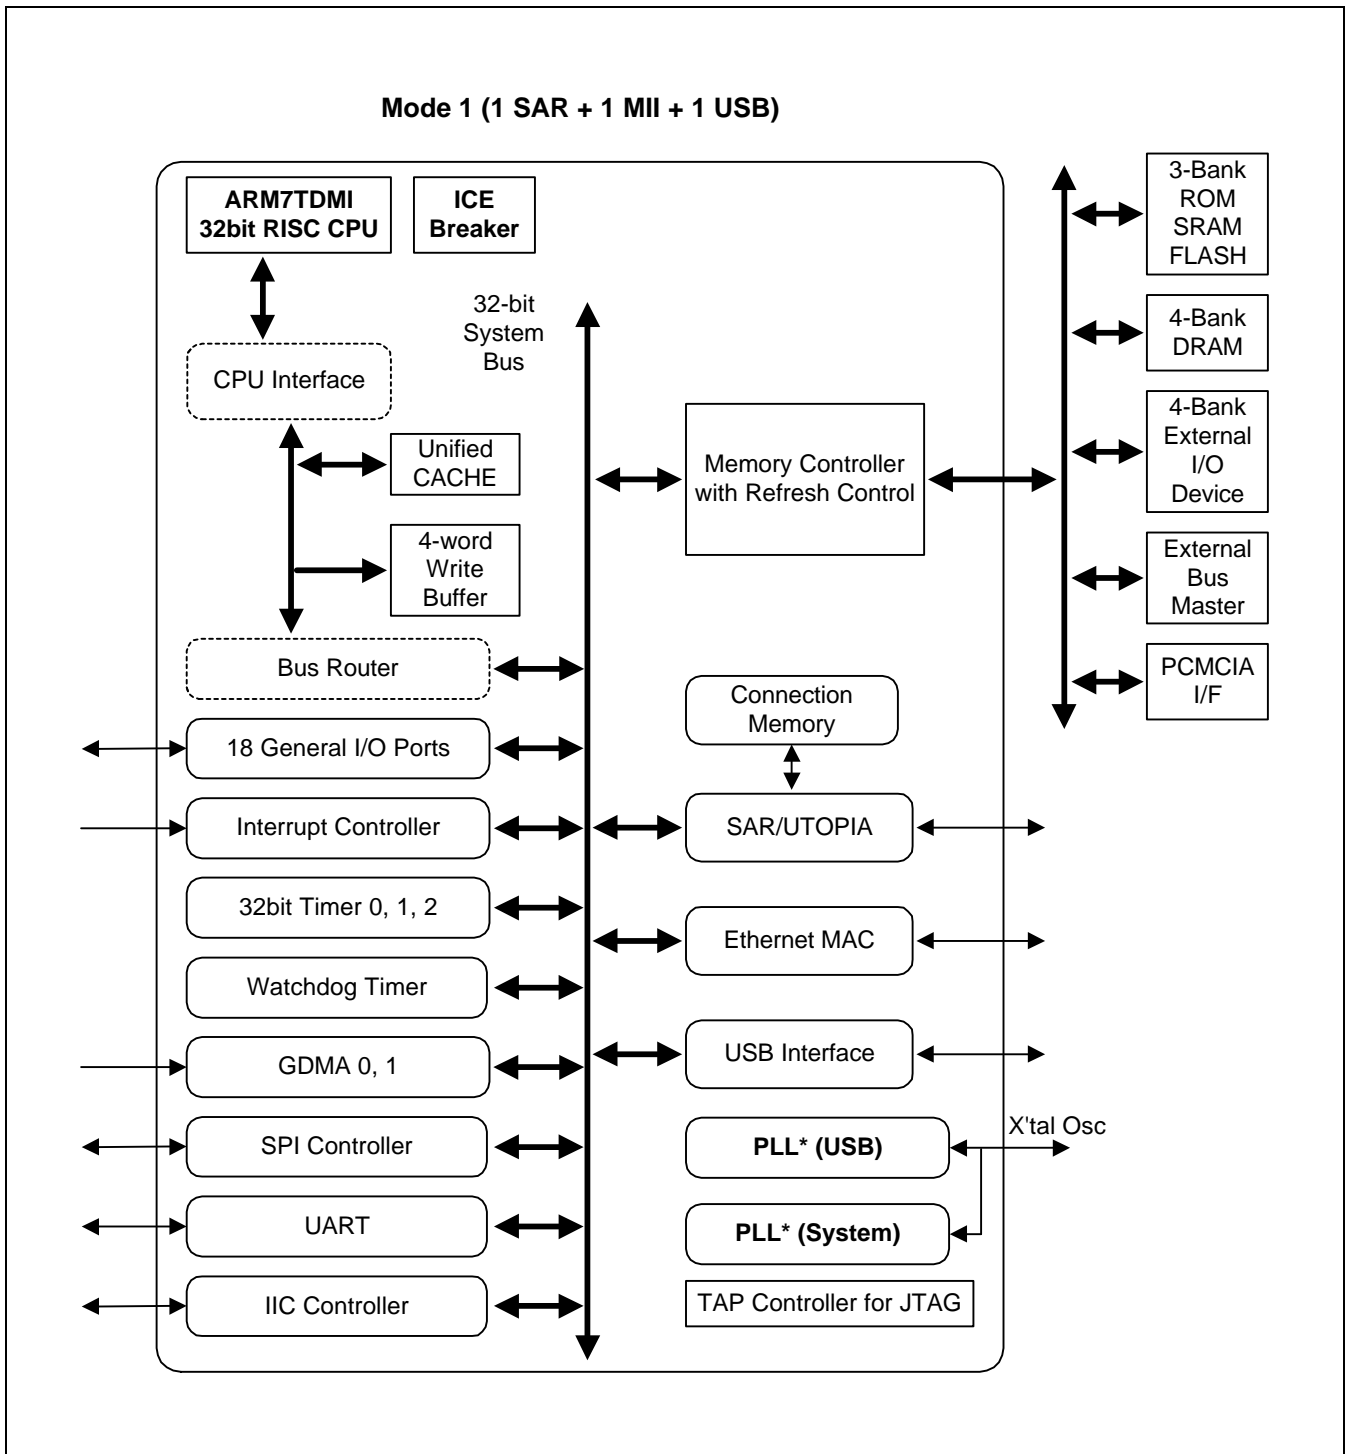 Mode 1 (1 SAR + 1 MII + 1 USB)
ARM7TDMI
32bit RISC CPU
ICE
Breaker
32-bit
System
Bus
CPU Interface
Unified
CACHE
4-word
Write
Buffer
Bus Router
18 General I/O Ports
Interrupt Controller
32bit Timer 0, 1, 2
Watchdog Timer
GDMA 0, 1
SPI Controller
UART
IIC Controller
Memory Controller
with Refresh Control
Connection
Memory
SAR/UTOPIA
Ethernet MAC
USB Interface
PLL* (USB)
X'tal Osc
PLL* (System)
TAP Controller for JTAG
3-Bank
ROM
SRAM
FLASH
4-Bank
DRAM
4-Bank
External
I/O
Device
External
Bus
Master
PCMCIA
I/F